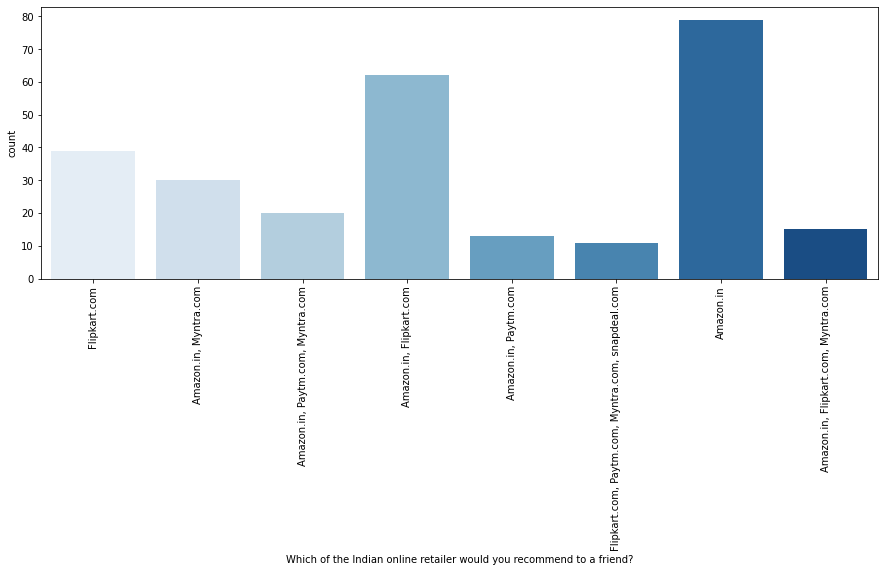 80
70
60
50
40
30
20
10
0
count
Flipkart.com
Amazon.in, Myntra.com
Amazon.in, Paytm.com, Myntra.com
Amazon.in, Flipkart.com
Amazon.in, Paytm.com
Flipkart.com, Paytm.com, Myntra.com, snapdeal.com
Amazon.in
Amazon.in, Flipkart.com, Myntra.com
Which of the Indian online retailer would you recommend to a friend?